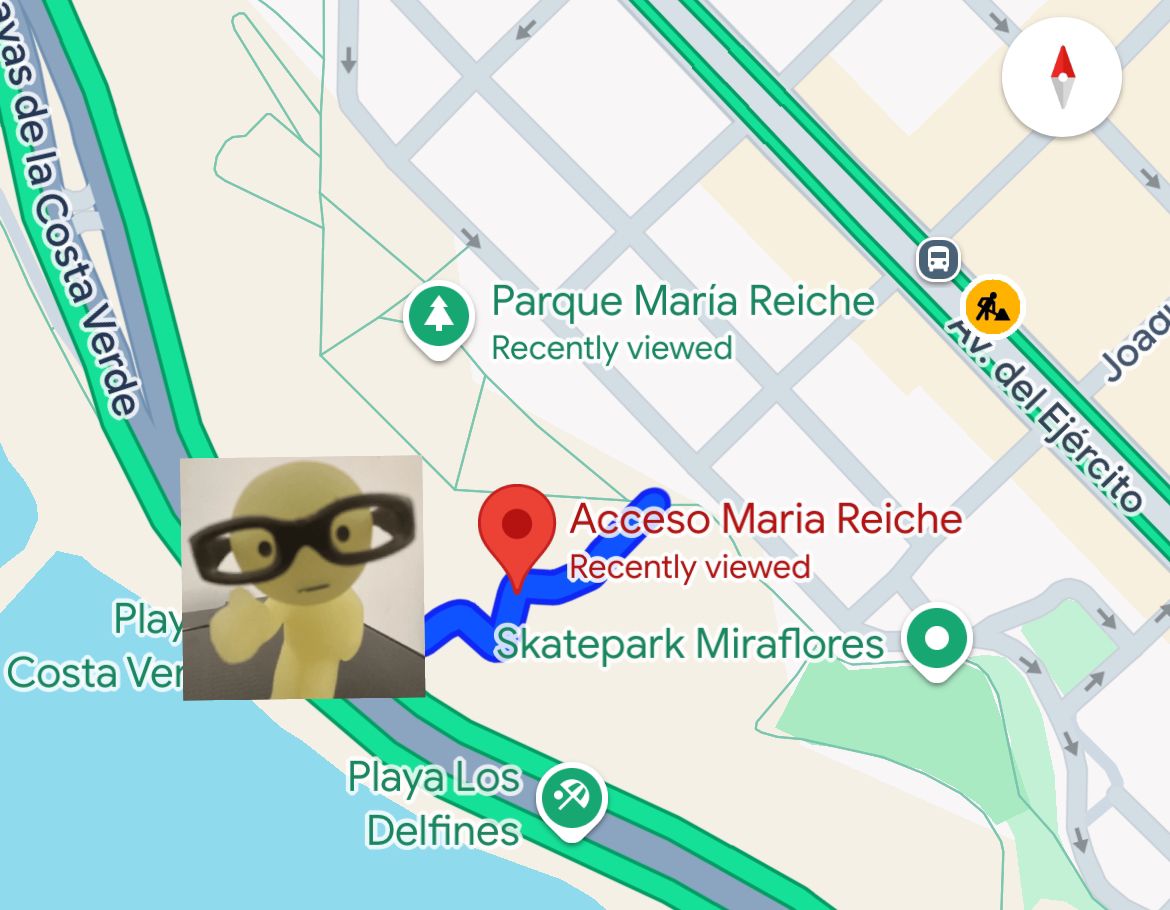 avas de la Costa Verde
Parque María Reiche
Recently viewed
Av. del Ejército
Joaqu
Acceso Maria Reiche
Recently viewed
Play
Costa Ver
Skatepark Miraflores
Playa Los
Delfines